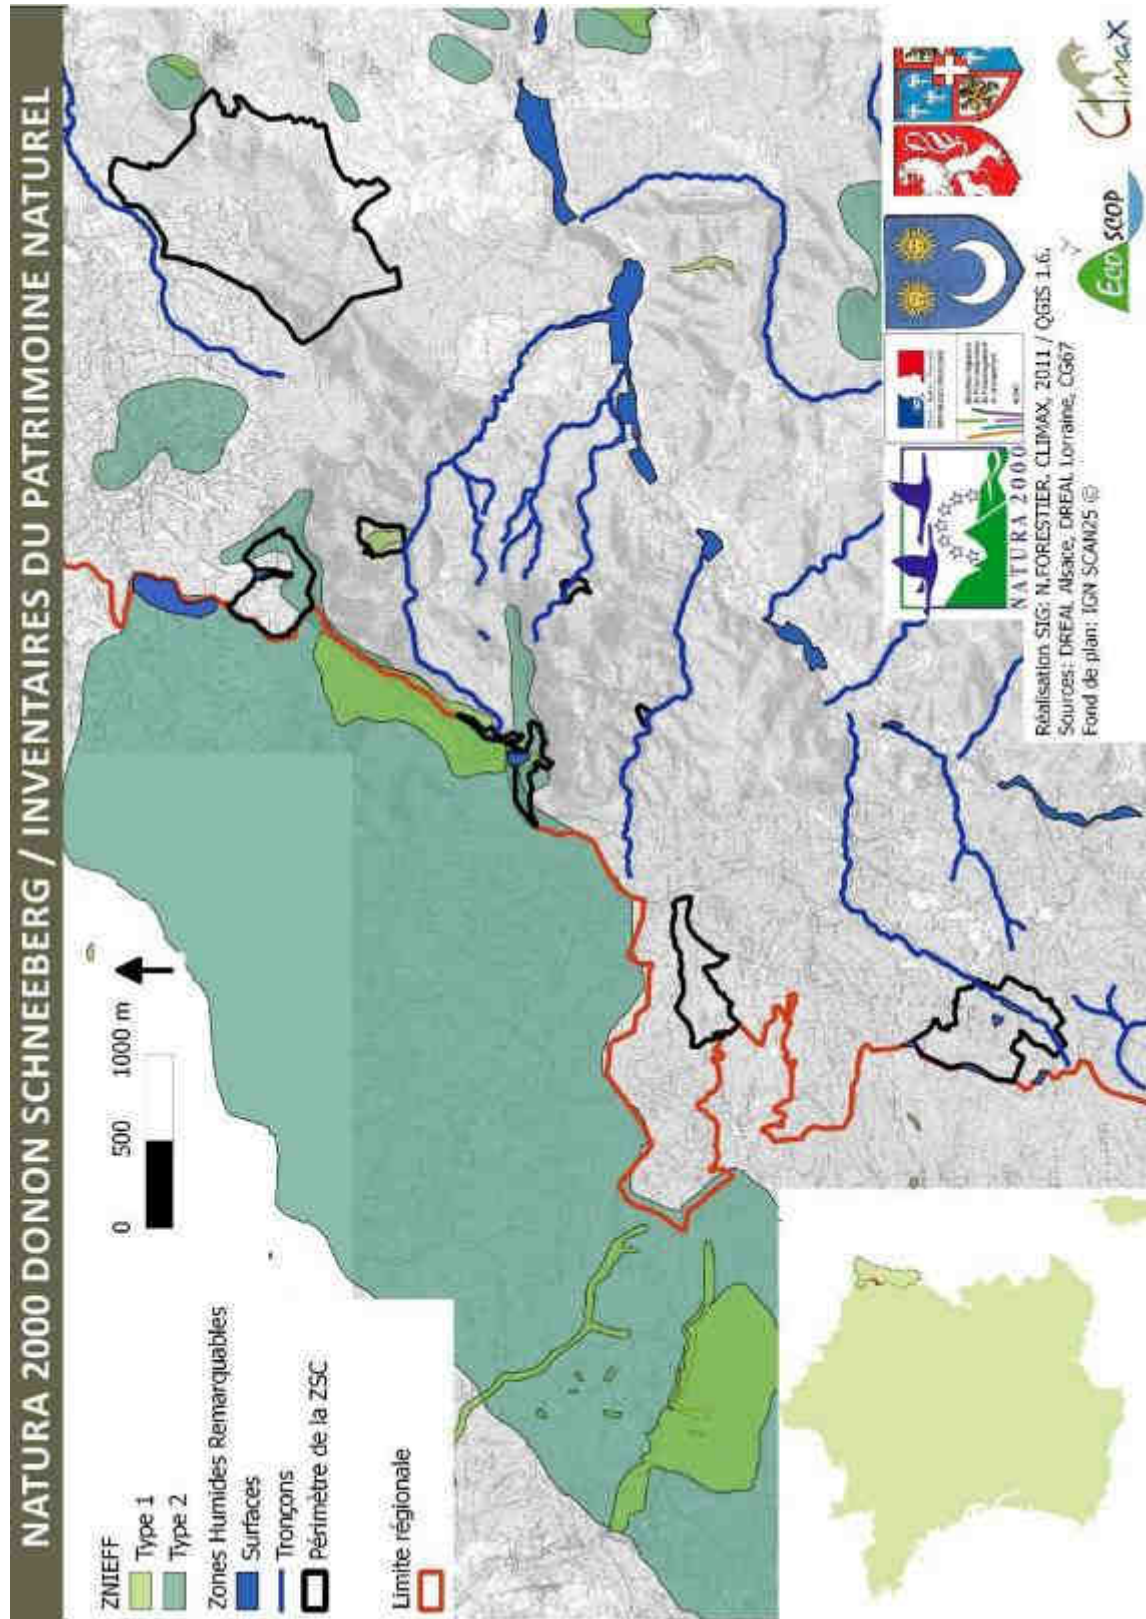 NATURA 2000 DONON SCHNEEBERG / INVENTAIRES DU PATRIMOINE NATUREL
ZNIEFF
Type 1
Type 2
Zones Humides Remarquables
Surfaces
Tronçons
Périmètre de la ZSC
Limite régionale
0 500 1000 m
NATURA 2000
EcoSCOP
ClimaX
Réalisation SIG: N.FORESTIER, CLIMAX, 2011 / QGIS 1.6,
Sources: DREAL Alsace, DREAL Lorraine, CG67
Fond de plan: IGN SCAN25 ©